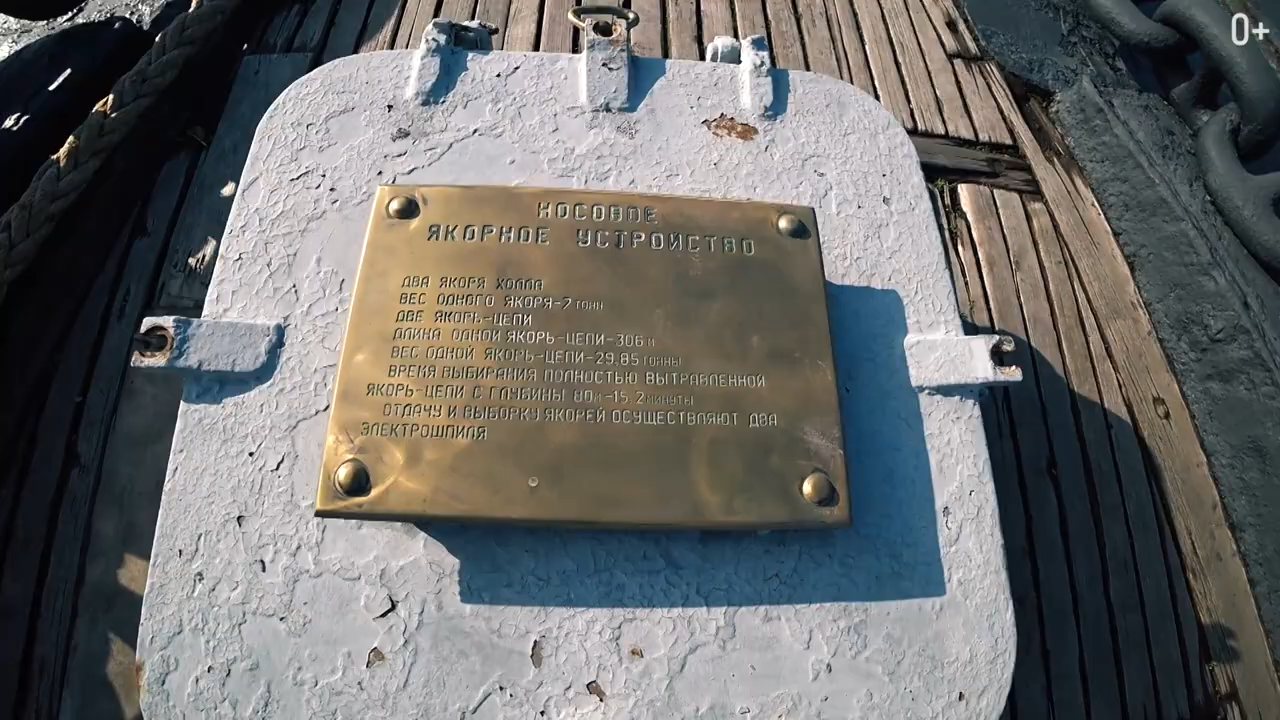 0+
НОСОВОЕ
ЯКОРНОЕ УСТРОЙСТВО
ДВА ЯКОРЯ ХОЛЛА
ВЕС ОДНОГО ЯКОРЯ-7 ТОНН
ДВЕ ЯКОРЬ-ЦЕПИ
ДЛИНА ОДНОЙ ЯКОРЬ-ЦЕПИ-306 М
ВЕС ОДНОЙ ЯКОРЬ-ЦЕПИ-29.85 ТОННЫ
ВРЕМЯ ВЫБИРАНИЯ ПОЛНОСТЬЮ ВЫТРАВЛЕННОЙ
ЯКОРЬ-ЦЕПИ С ГЛУБИНЫ 80М-15.2 МИНУТЫ
ОТДАЧУ И ВЫБОРКУ ЯКОРЕЙ ОСУЩЕСТВЛЯЮТ ДВА
ЭЛЕКТРОШПИЛЯ